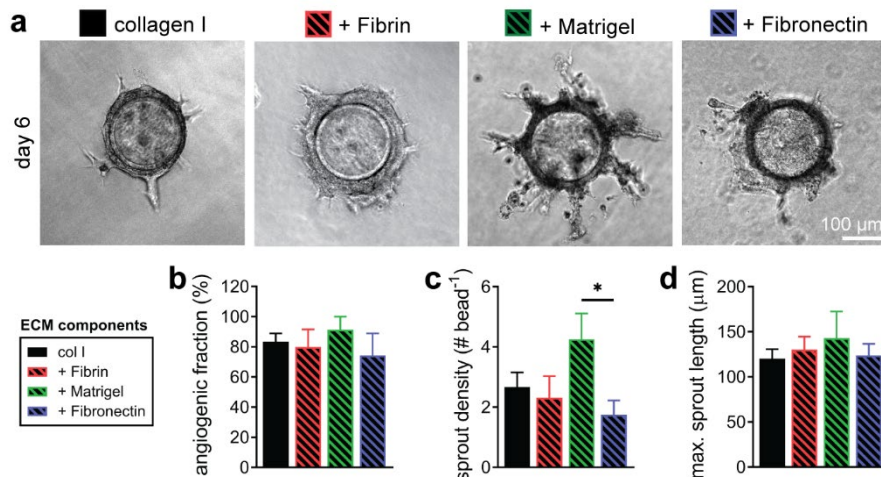 a
collagen I
+ Fibrin
+ Matrigel
+ Fibronectin
day 6
100 µm
ECM components
col I
+ Fibrin
+ Matrigel
+ Fibronectin
b
angiogenic fraction (%)
120
100
80
60
40
20
0
c
sprout density (# bead⁻¹)
6
4
2
0
*
d
max. sprout length (µm)
200
150
100
50
0